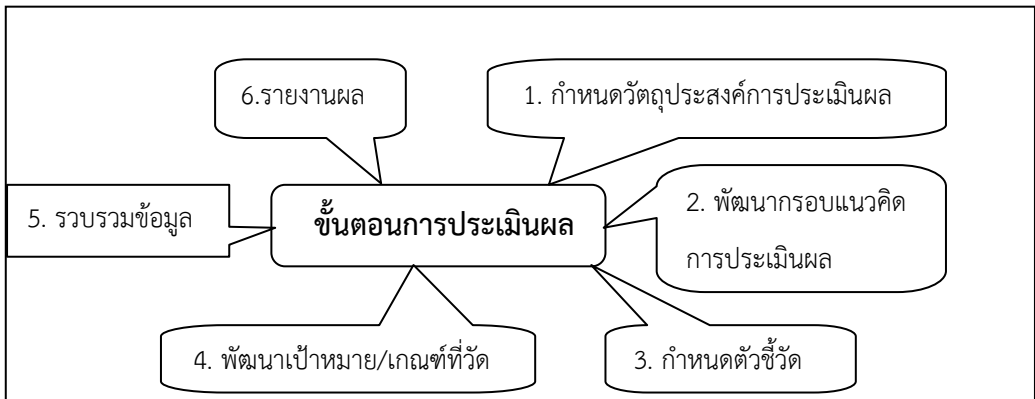 6.รายงานผล
1. กำหนดวัตถุประสงค์การประเมินผล
5. รวบรวมข้อมูล
ขั้นตอนการประเมินผล
2. พัฒนากรอบแนวคิด
การประเมินผล
4. พัฒนาเป้าหมาย/เกณฑ์ที่วัด
3. กำหนดตัวชี้วัด